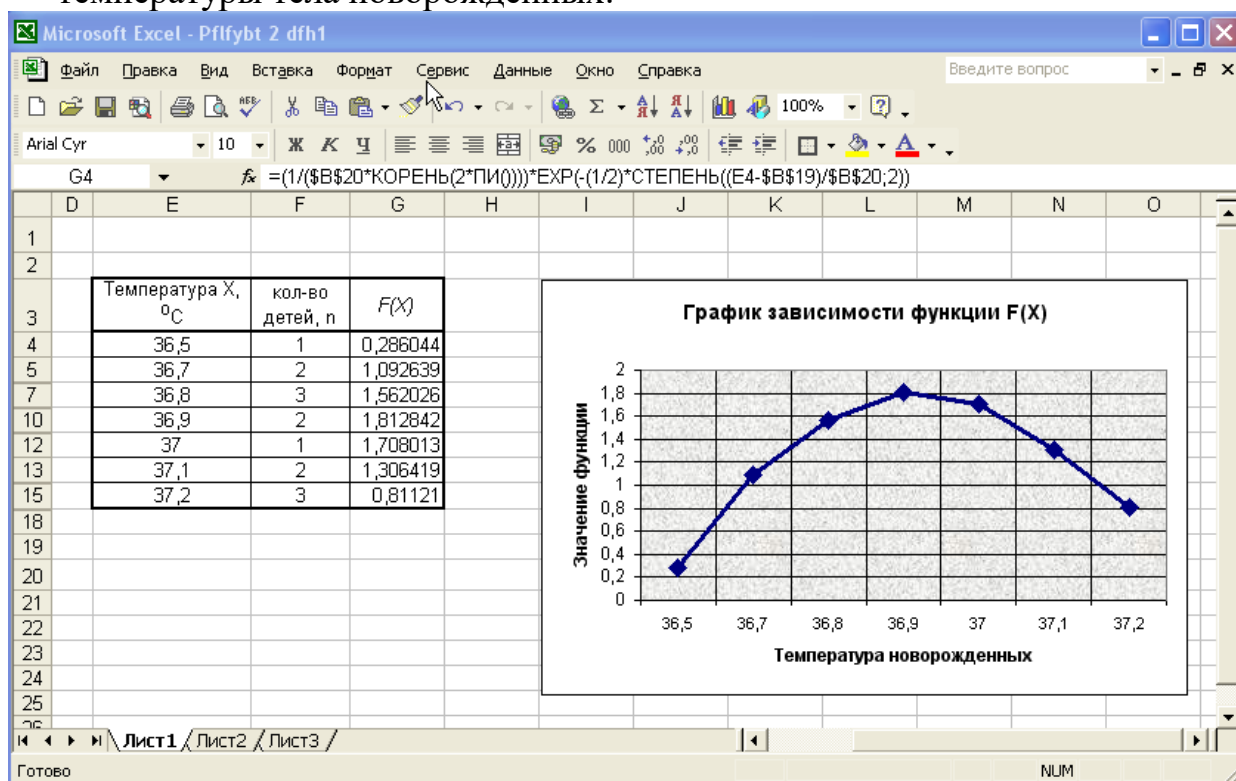 температуры тела новорожденных.
Microsoft Excel - Pflfybt 2 dfh1
Файл Правка Вид Вставка Формат Сервис Данные Окно Справка Введите вопрос
100%
Arial Cyr 10 Ж К Ч % 000
G4 fx =(1/($B$20*КОРЕНЬ(2*ПИ())))*EXP(-(1/2)*СТЕПЕНЬ((E4-$B$19)/$B$20;2))
D E F G H I J K L M N O
1
2
3 Температура X, ⁰C кол-во детей, n F(X)
4 36,5 1 0,286044
5 36,7 2 1,092639
7 36,8 3 1,562026
10 36,9 2 1,812842
12 37 1 1,708013
13 37,1 2 1,306419
15 37,2 3 0,81121
18
19
20
21
22
23
24
25
26
График зависимости функции F(X)
Значение функции
2
1,8
1,6
1,4
1,2
1
0,8
0,6
0,4
0,2
0
36,5 36,7 36,8 36,9 37 37,1 37,2
Температура новорожденных
Лист1 Лист2 Лист3
Готово NUM